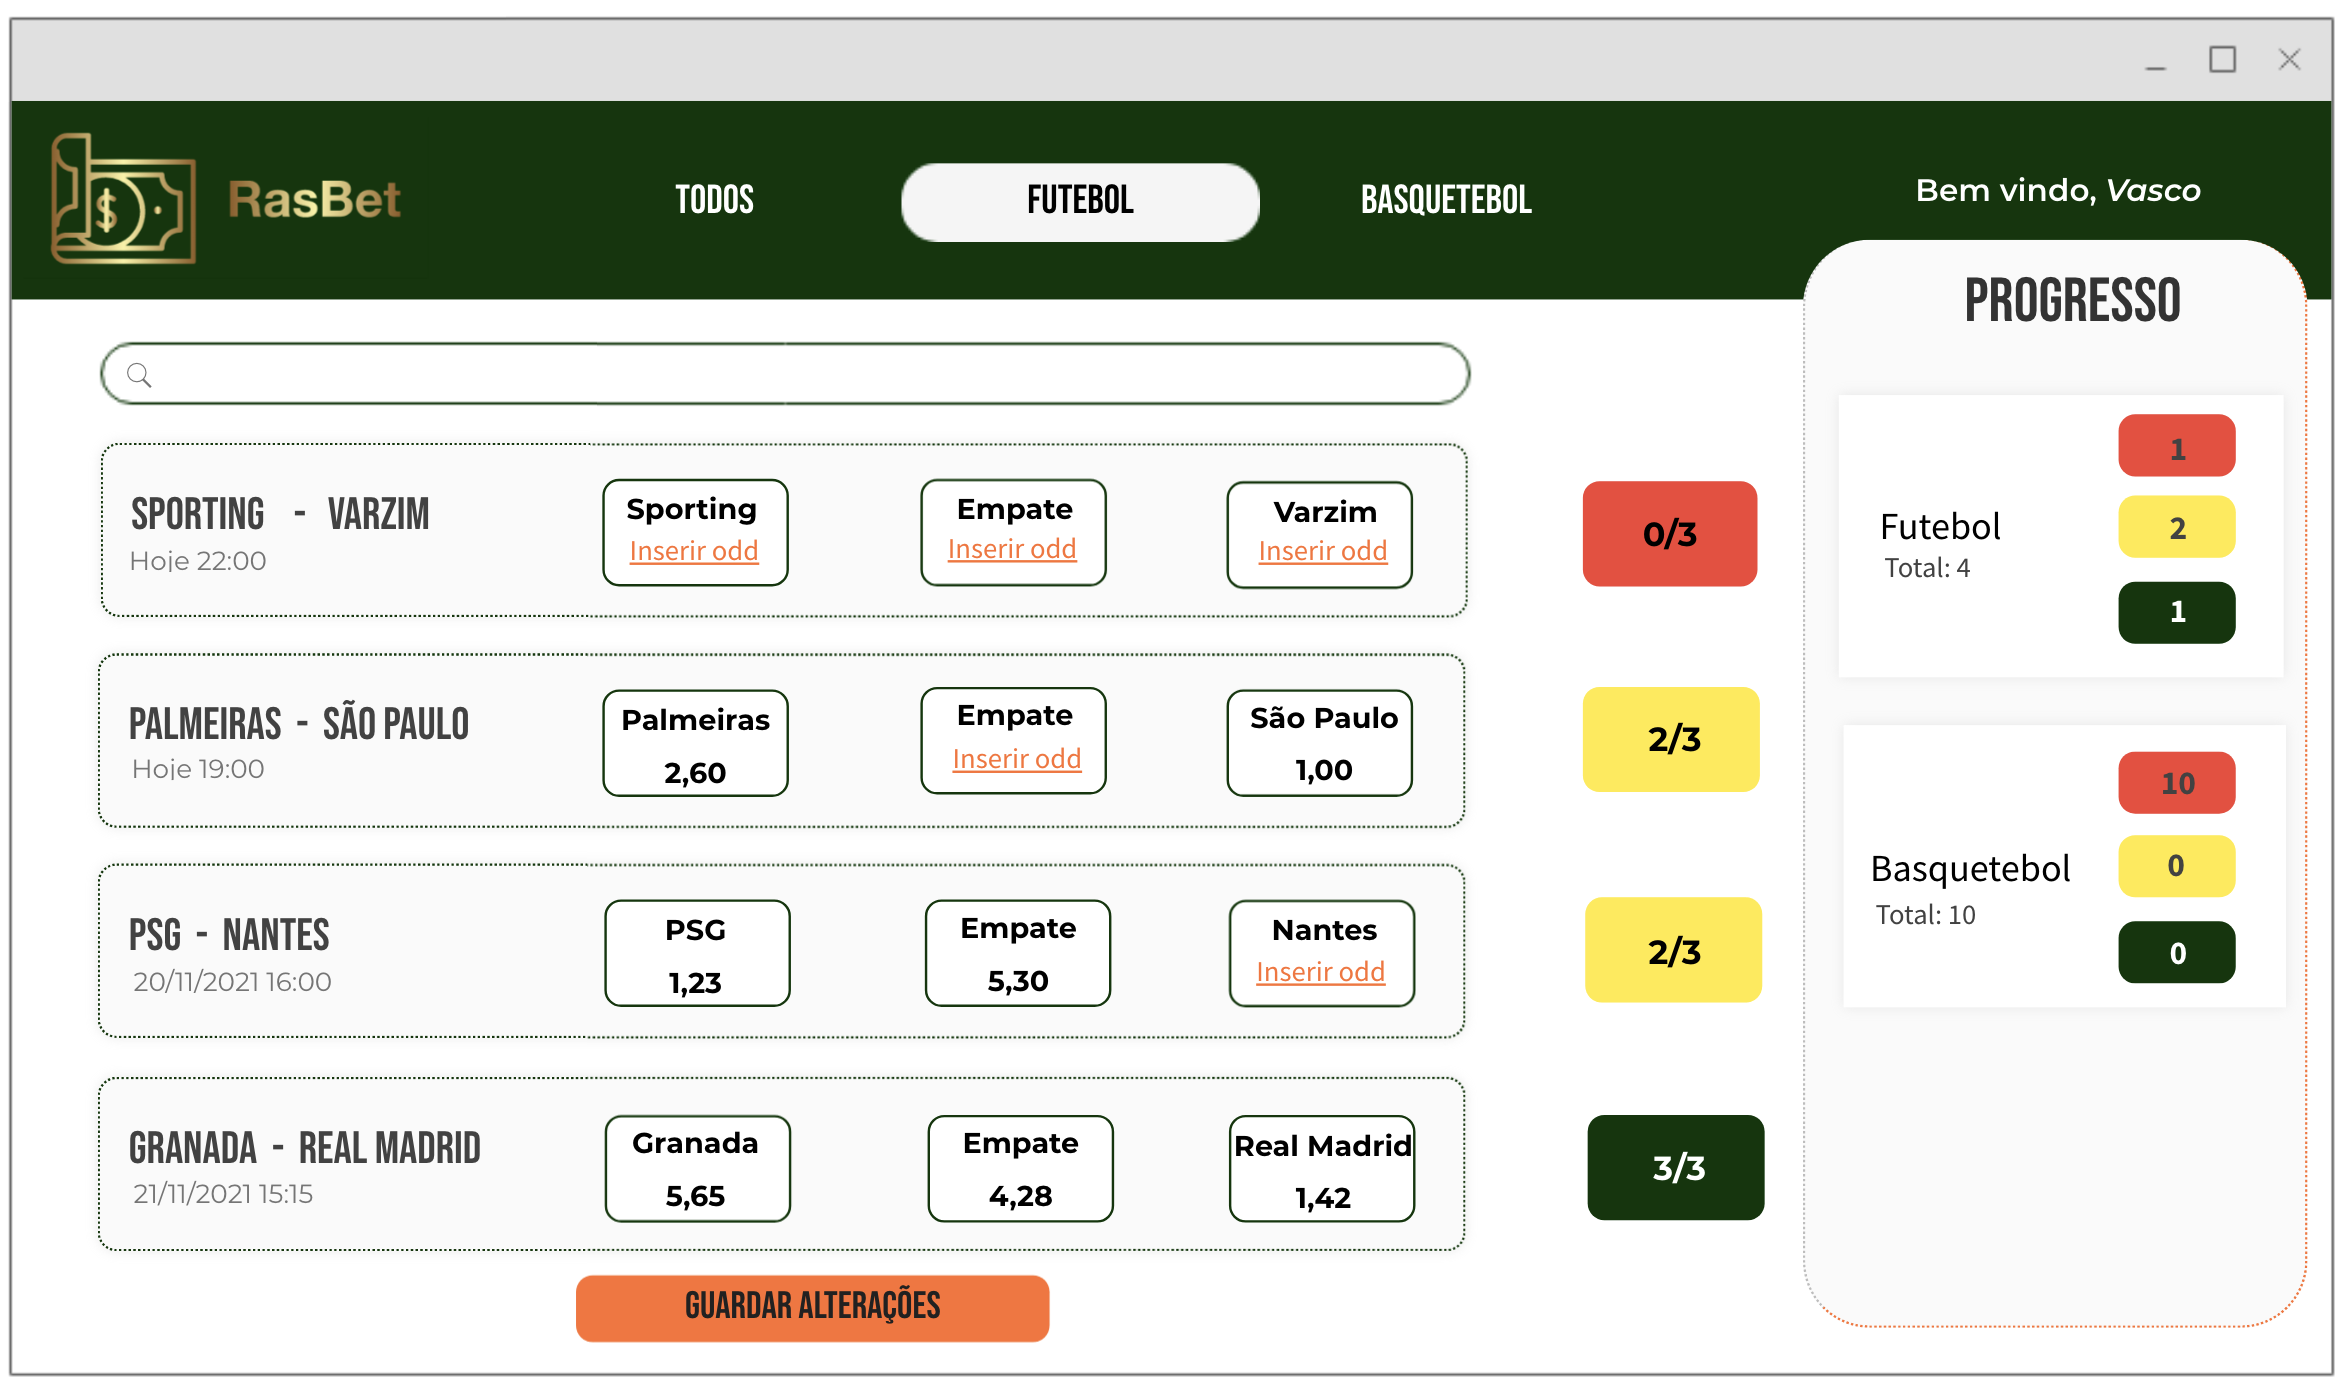 RasBet
TODOS
FUTEBOL
BASQUETEBOL
Bem vindo, Vasco
SPORTING - VARZIM
Hoje 22:00
Sporting
Inserir odd
Empate
Inserir odd
Varzim
Inserir odd
0/3
PALMEIRAS - SÃO PAULO
Hoje 19:00
Palmeiras
2,60
Empate
Inserir odd
São Paulo
1,00
2/3
PSG - NANTES
20/11/2021 16:00
PSG
1,23
Empate
5,30
Nantes
Inserir odd
2/3
GRANADA - REAL MADRID
21/11/2021 15:15
Granada
5,65
Empate
4,28
Real Madrid
1,42
3/3
GUARDAR ALTERAÇÕES
PROGRESSO
Futebol
Total: 4
1
2
1
Basquetebol
Total: 10
10
0
0